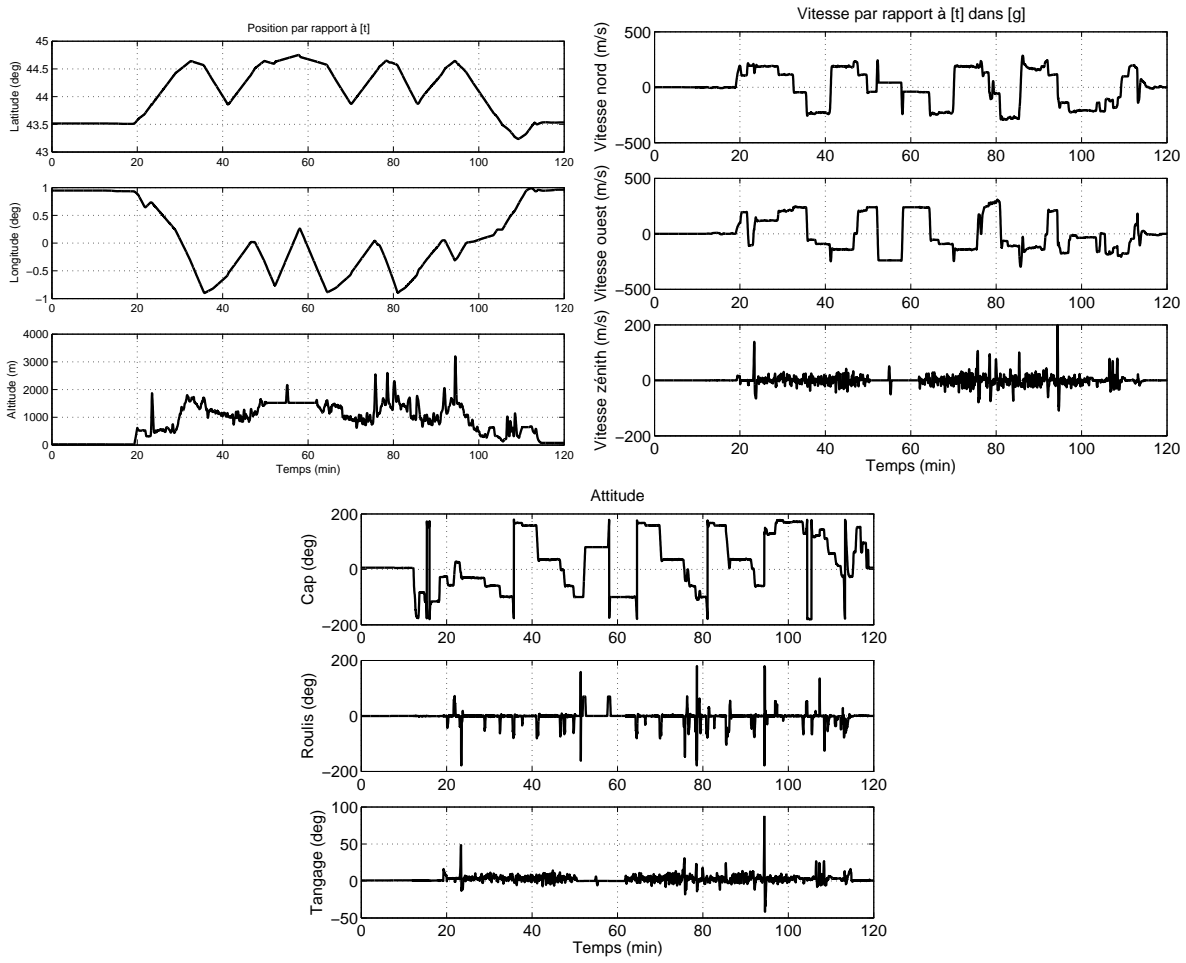 Position par rapport à [t]
45
44.5
44
43.5
43
Latitude (deg)
0 20 40 60 80 100 120
1
0.5
0
−0.5
−1
Longitude (deg)
0 20 40 60 80 100 120
4000
3000
2000
1000
0
Altitude (m)
0 20 40 60 80 100 120
Temps (min)
Vitesse par rapport à [t] dans [g]
500
0
−500
Vitesse nord (m/s)
0 20 40 60 80 100 120
500
0
−500
Vitesse ouest (m/s)
0 20 40 60 80 100 120
200
0
−200
Vitesse zénith (m/s)
0 20 40 60 80 100 120
Temps (min)
Attitude
200
0
−200
Cap (deg)
0 20 40 60 80 100 120
200
0
−200
Roulis (deg)
0 20 40 60 80 100 120
100
50
0
−50
Tangage (deg)
0 20 40 60 80 100 120
Temps (min)